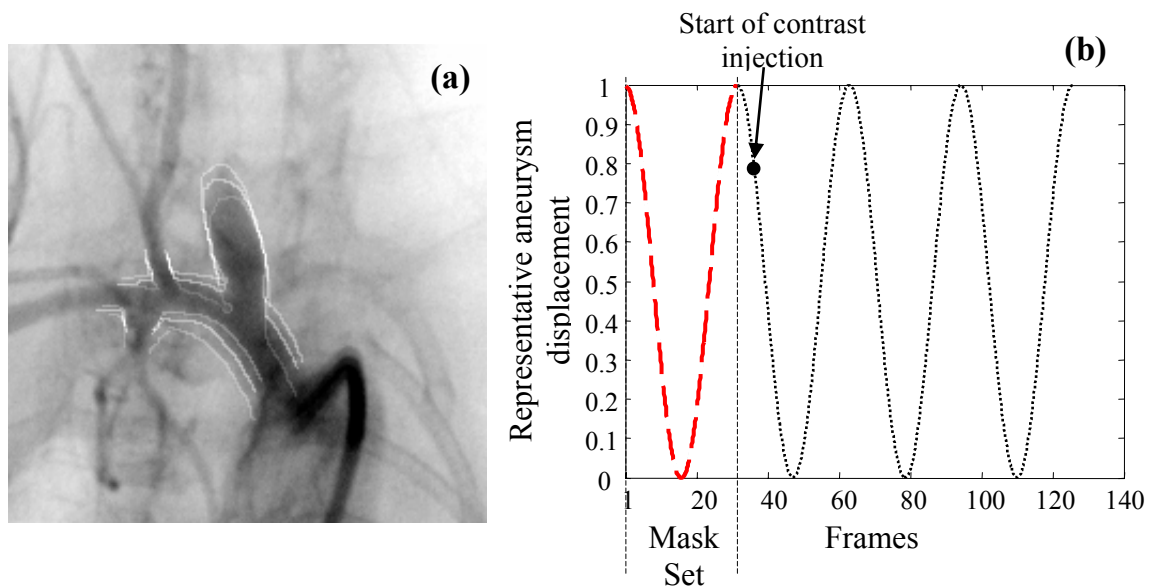 (a)
Start of contrast
injection
(b)
Representative aneurysm
displacement
1
0.9
0.8
0.7
0.6
0.5
0.4
0.3
0.2
0.1
0
1 20 40 60 80 100 120 140
Mask
Set
Frames